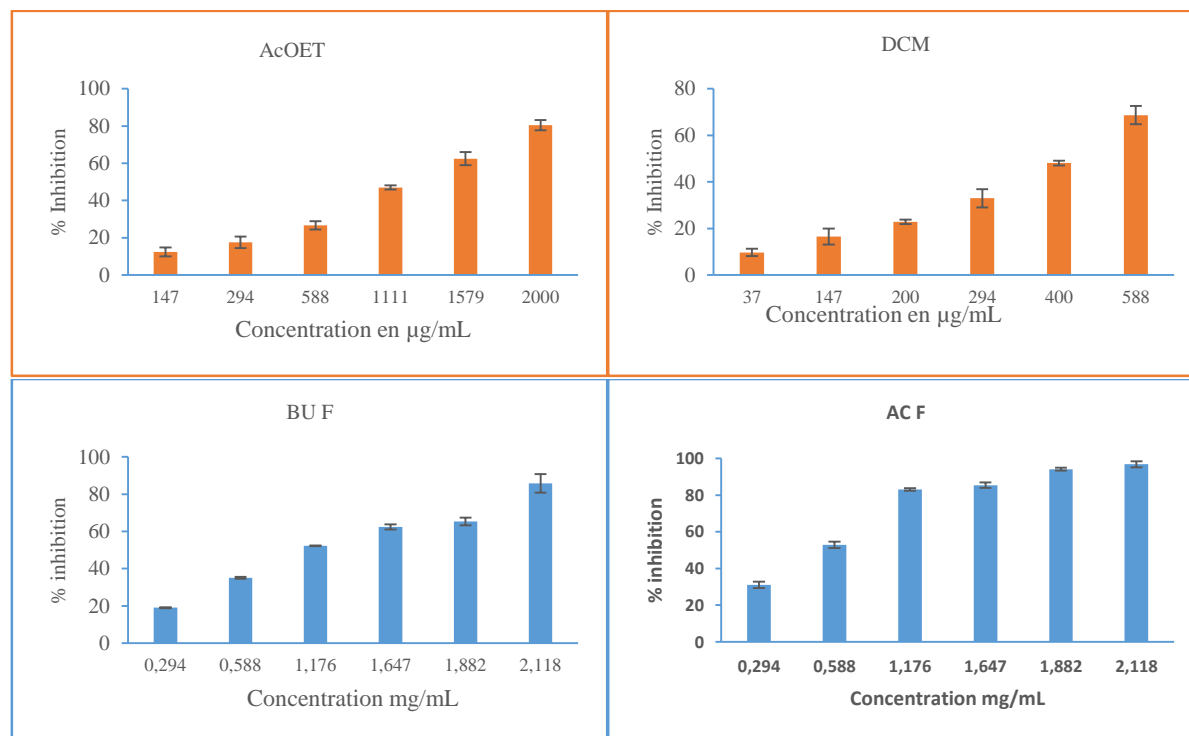 AcOET
% Inhibition
100
80
60
40
20
0
147 294 588 1111 1579 2000
Concentration en µg/mL
DCM
% Inhibition
80
60
40
20
0
37 147 200 294 400 588
Concentration en µg/mL
BU F
% inhibition
100
80
60
40
20
0
0,294 0,588 1,176 1,647 1,882 2,118
Concentration mg/mL
AC F
% inhibition
100
80
60
40
20
0
0,294 0,588 1,176 1,647 1,882 2,118
Concentration mg/mL